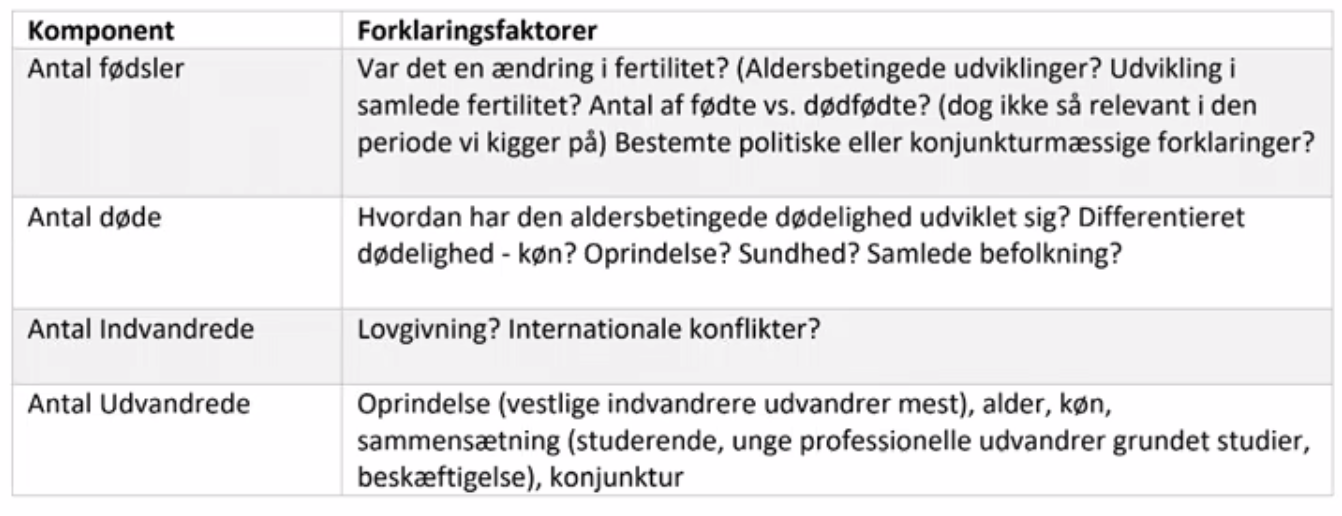 Komponent Forklaringsfaktorer
Antal fødsler Var det en ændring i fertilitet? (Aldersbetingede udviklinger? Udvikling i
samlede fertilitet? Antal af fødte vs. dødfødte? (dog ikke så relevant i den
periode vi kigger på) Bestemte politiske eller konjunkturmæssige forklaringer?
Antal døde Hvordan har den aldersbetingede dødelighed udviklet sig? Differentieret
dødelighed - køn? Oprindelse? Sundhed? Samlede befolkning?
Antal Indvandrede Lovgivning? Internationale konflikter?
Antal Udvandrede Oprindelse (vestlige indvandrere udvandrer mest), alder, køn,
sammensætning (studerende, unge professionelle udvandrer grundet studier,
beskæftigelse), konjunktur